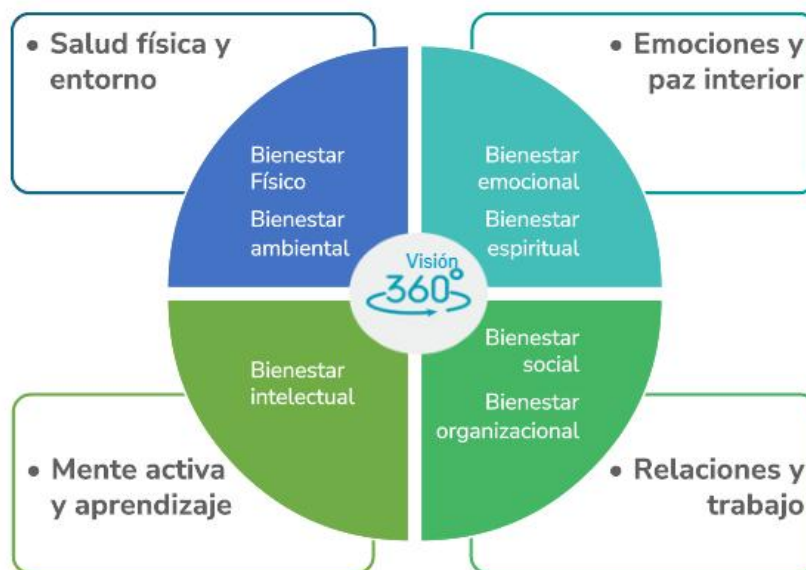 • Salud física y
entorno
• Emociones y
paz interior
Bienestar
Físico
Bienestar
ambiental
Bienestar
emocional
Bienestar
espiritual
Visión
360°
Bienestar
intelectual
Bienestar
social
Bienestar
organizacional
• Mente activa
y aprendizaje
• Relaciones y
trabajo